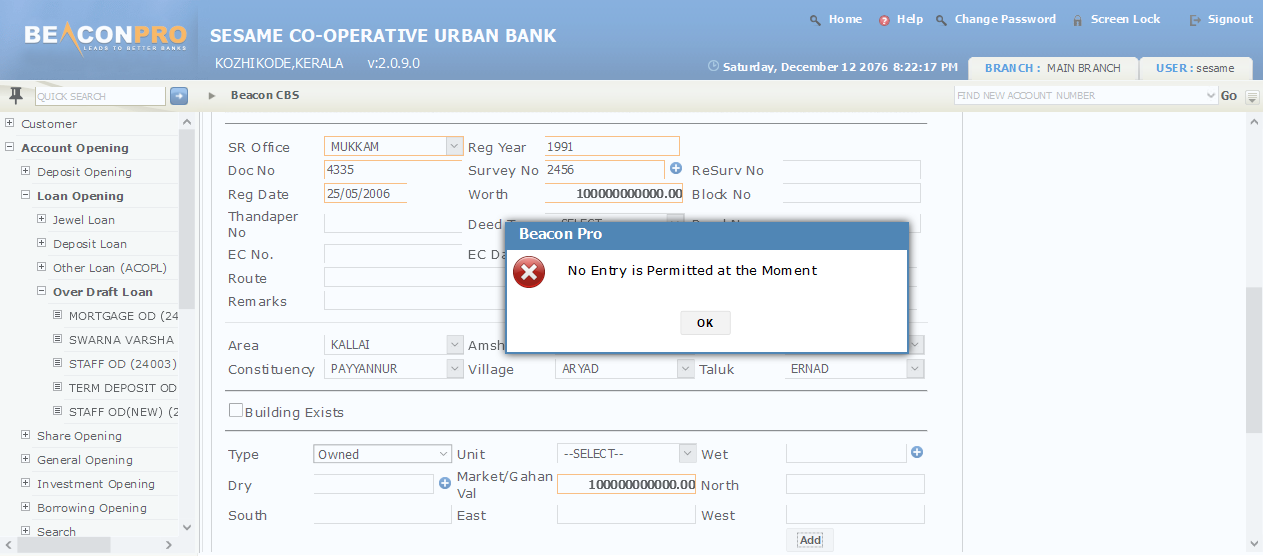 Home Help Change Password Screen Lock Signout
BEACONPRO
LEADS TO BETTER BANKS
SESAME CO-OPERATIVE URBAN BANK
KOZHIKODE,KERALA v:2.0.9.0
Saturday, December 12 2076 8:22:17 PM BRANCH : MAIN BRANCH USER : sesame
QUICK SEARCH Beacon CBS FIND NEW ACCOUNT NUMBER Go
Customer
Account Opening
Deposit Opening
Loan Opening
Jewel Loan
Deposit Loan
Other Loan (ACOPL)
Over Draft Loan
MORTGAGE OD (24
SWARNA VARSHA
STAFF OD (24003)
TERM DEPOSIT OD
STAFF OD(NEW) (2
Share Opening
General Opening
Investment Opening
Borrowing Opening
Search
SR Office MUKKAM Reg Year 1991
Doc No 4335 Survey No 2456 ReSurv No
Reg Date 25/05/2006 Worth 100000000000.00 Block No
Thandaper No Deed
EC No. EC Da
Route
Remarks
Beacon Pro
No Entry is Permitted at the Moment
OK
Area KALLAI Amsh
Constituency PAYYANNUR Village ARYAD Taluk ERNAD
Building Exists
Type Owned Unit --SELECT-- Wet
Dry Market/Gahan Val 100000000000.00 North
South East West
Add